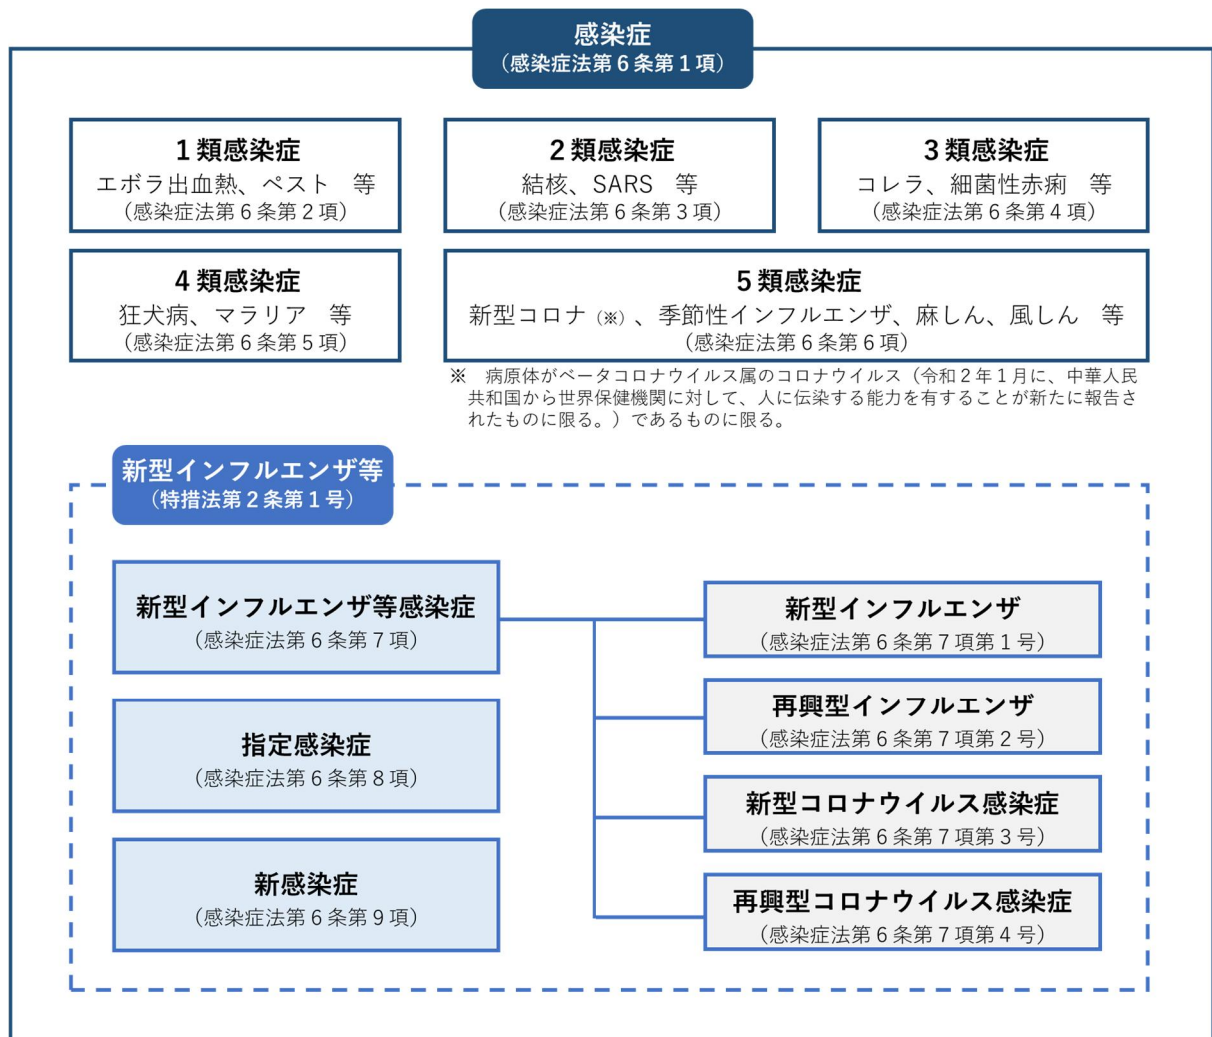 感染症
（感染症法第６条第１項）
１類感染症
エボラ出血熱、ペスト　等
（感染症法第６条第２項）
２類感染症
結核、SARS　等
（感染症法第６条第３項）
３類感染症
コレラ、細菌性赤痢　等
（感染症法第６条第４項）
４類感染症
狂犬病、マラリア　等
（感染症法第６条第５項）
５類感染症
新型コロナ（※）、季節性インフルエンザ、麻しん、風しん　等
（感染症法第６条第６項）
※　病原体がベータコロナウイルス属のコロナウイルス（令和２年１月に、中華人民
共和国から世界保健機関に対して、人に伝染する能力を有することが新たに報告さ
れたものに限る。）であるものに限る。
新型インフルエンザ等
（特措法第２条第１号）
新型インフルエンザ等感染症
（感染症法第６条第７項）
指定感染症
（感染症法第６条第８項）
新感染症
（感染症法第６条第９項）
新型インフルエンザ
（感染症法第６条第７項第１号）
再興型インフルエンザ
（感染症法第６条第７項第２号）
新型コロナウイルス感染症
（感染症法第６条第７項第３号）
再興型コロナウイルス感染症
（感染症法第６条第７項第４号）